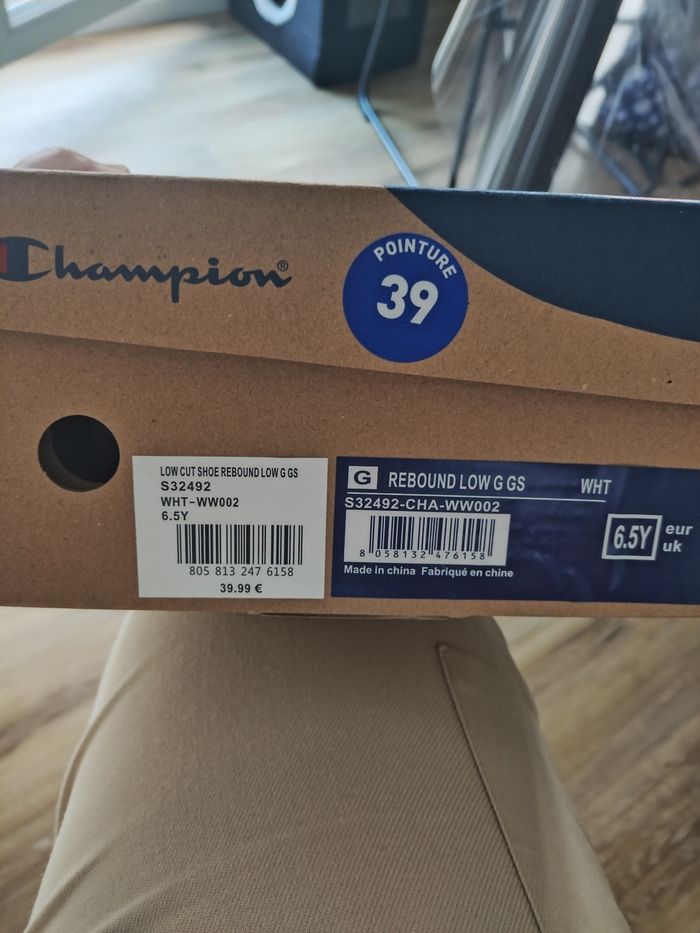 Champion®
POINTURE
39
LOW CUT SHOE REBOUND LOW G GS
S32492
WHT-WW002
6.5Y
805 813 247 6158
39.99 €
G REBOUND LOW G GS WHT
S32492-CHA-WW002
8 058132 476158
Made in china Fabriqué en chine
6.5Y
eur
uk